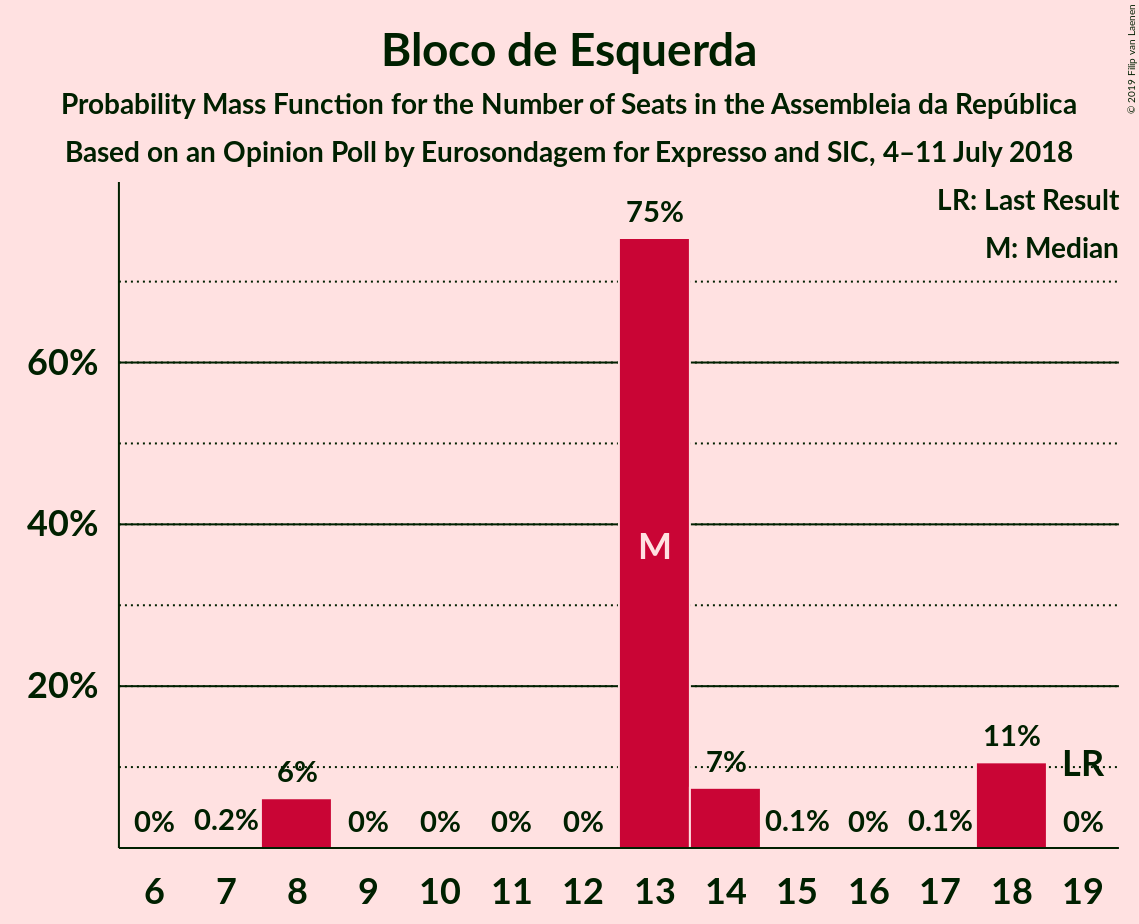 Bloco de Esquerda
Probability Mass Function for the Number of Seats in the Assembleia da República
Based on an Opinion Poll by Eurosondagem for Expresso and SIC, 4–11 July 2018
© 2019 Filip van Laenen
LR: Last Result
M: Median
60%
40%
20%
0%
0.2%
6%
0%
0%
0%
0%
75%
M
7%
0.1%
0%
0.1%
11%
LR
0%
6 7 8 9 10 11 12 13 14 15 16 17 18 19